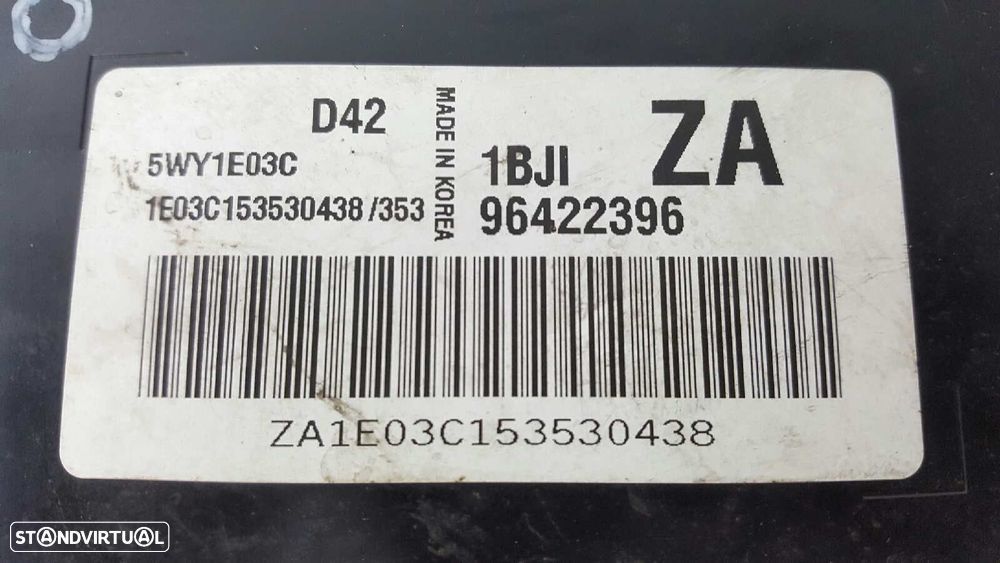 D42
5WY1E03C
1E03C153530438 /353
MADE IN KOREA
1BJI
ZA
96422396
ZA1E03C153530438
STANDVIRTUAL